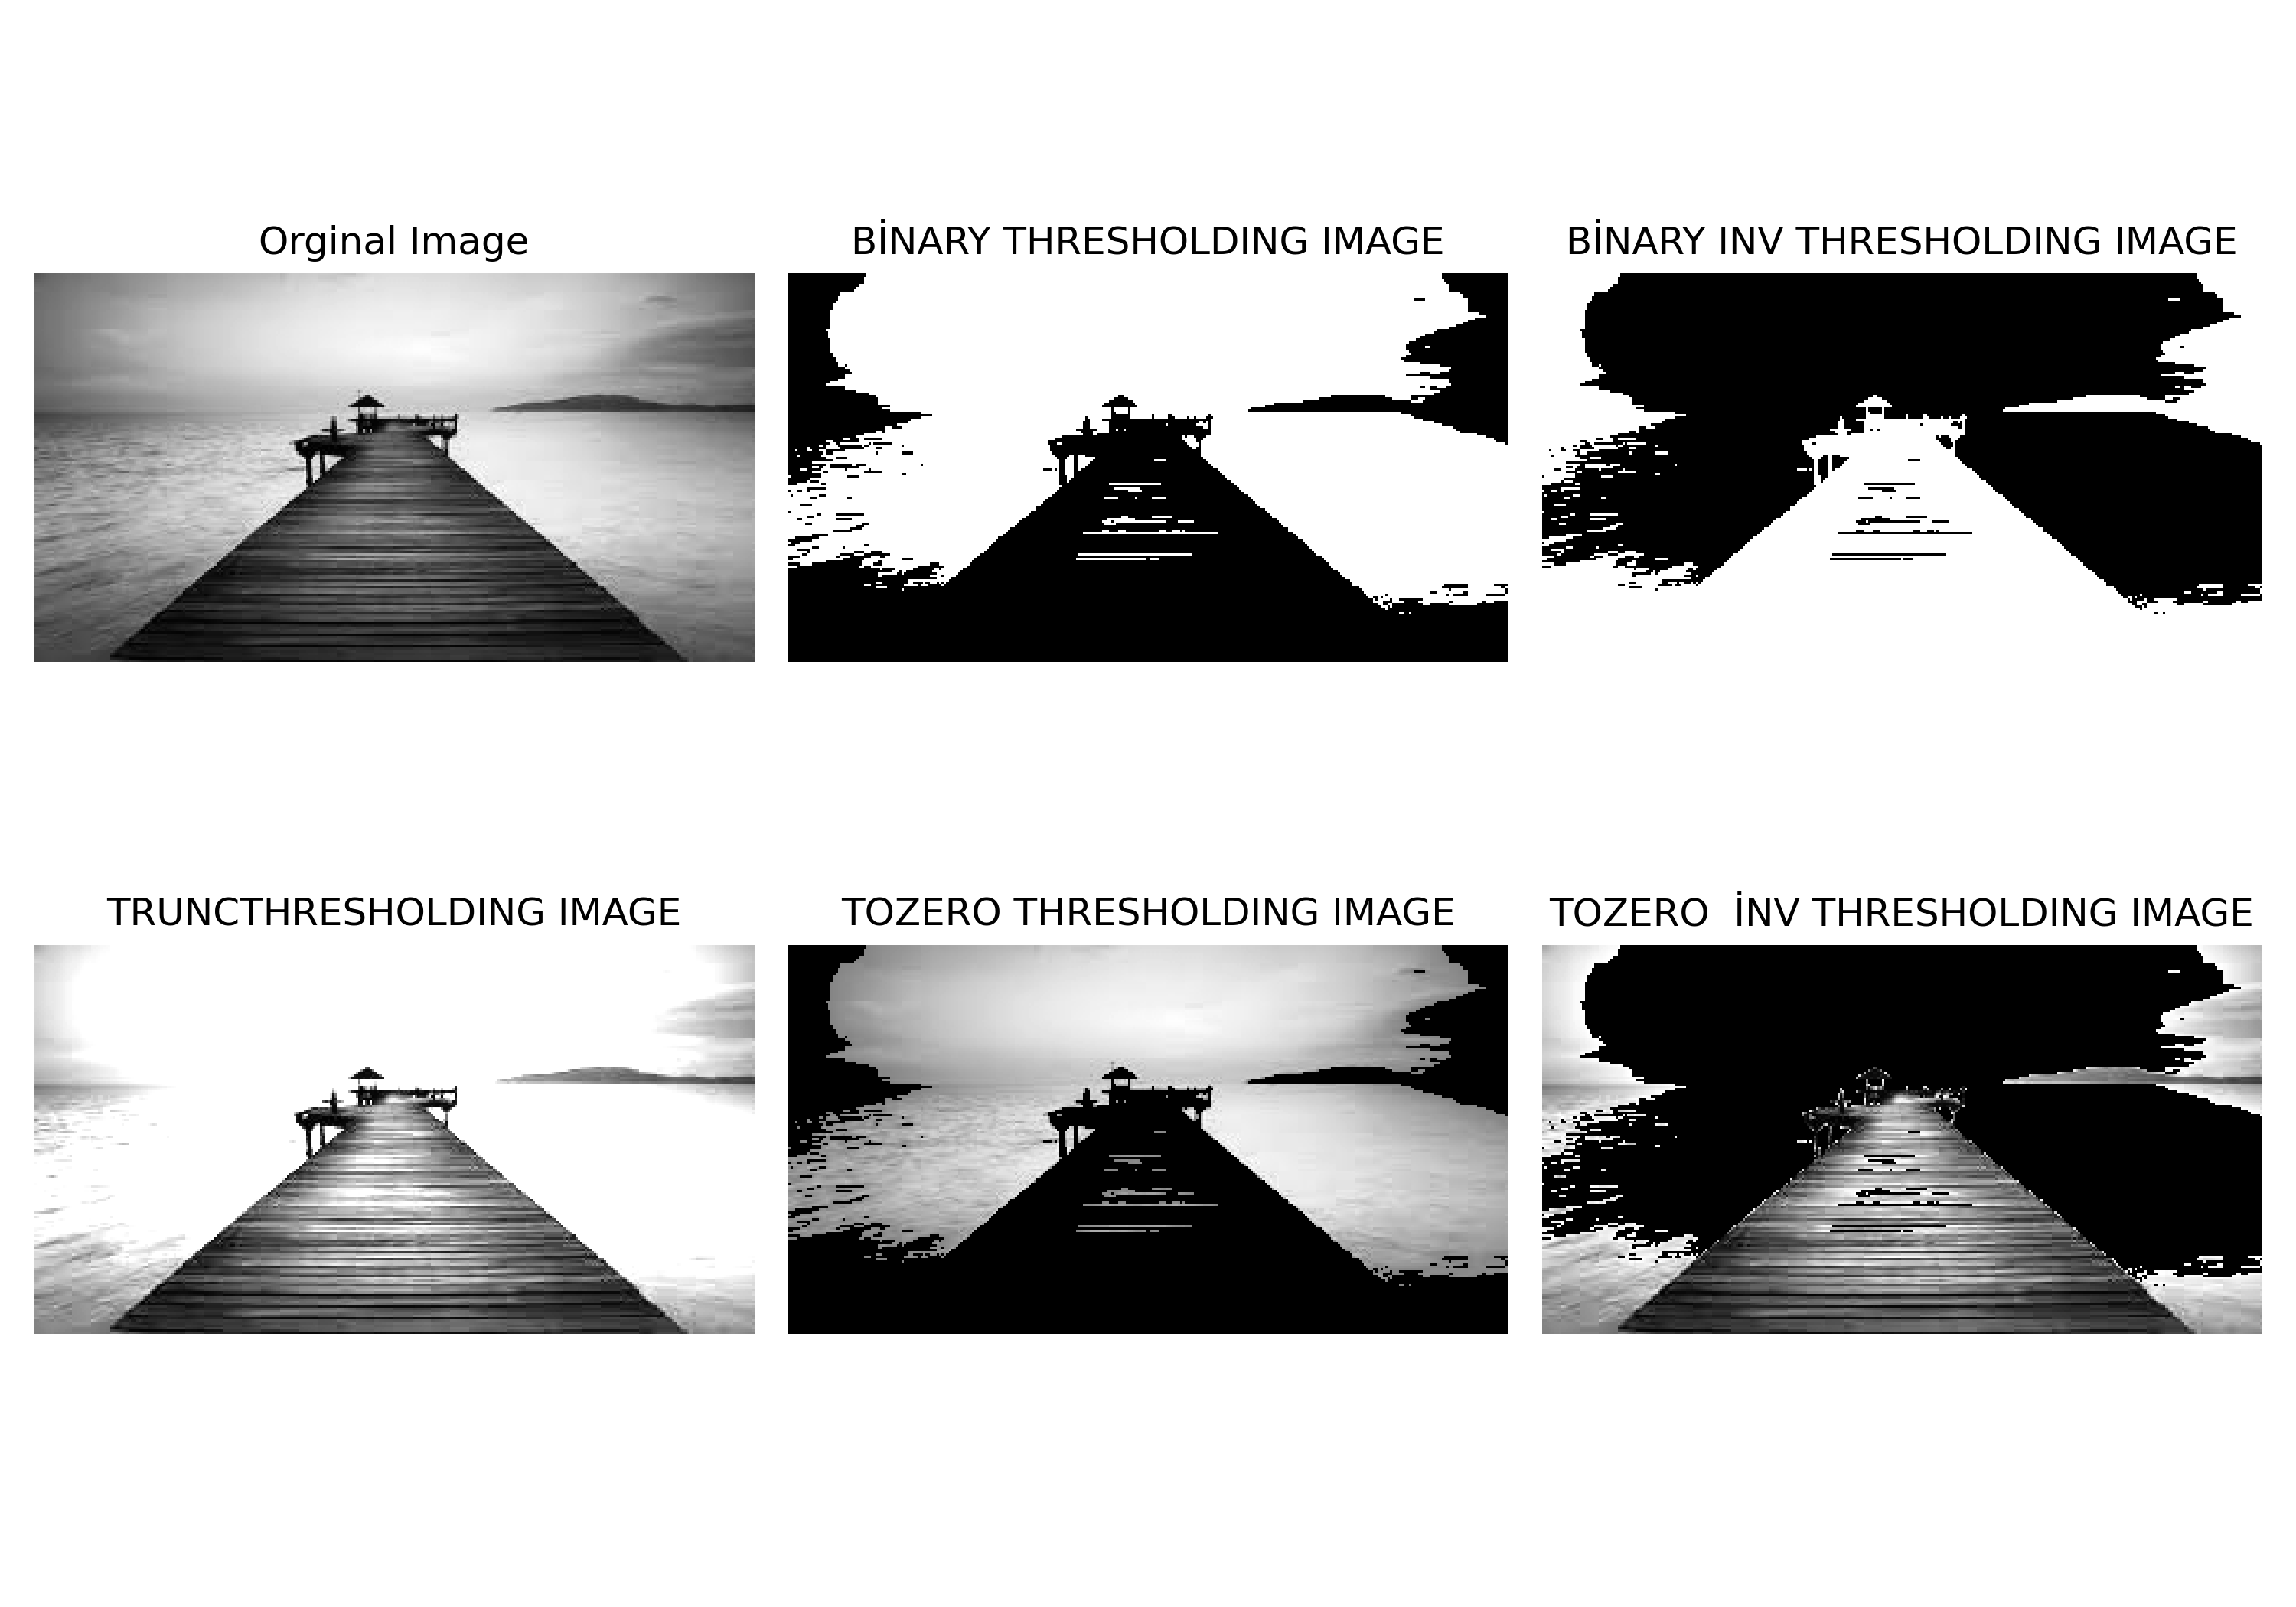 Orginal Image
BİNARY THRESHOLDING IMAGE
BİNARY INV THRESHOLDING IMAGE
TRUNCTHRESHOLDING IMAGE
TOZERO THRESHOLDING IMAGE
TOZERO  İNV THRESHOLDING IMAGE